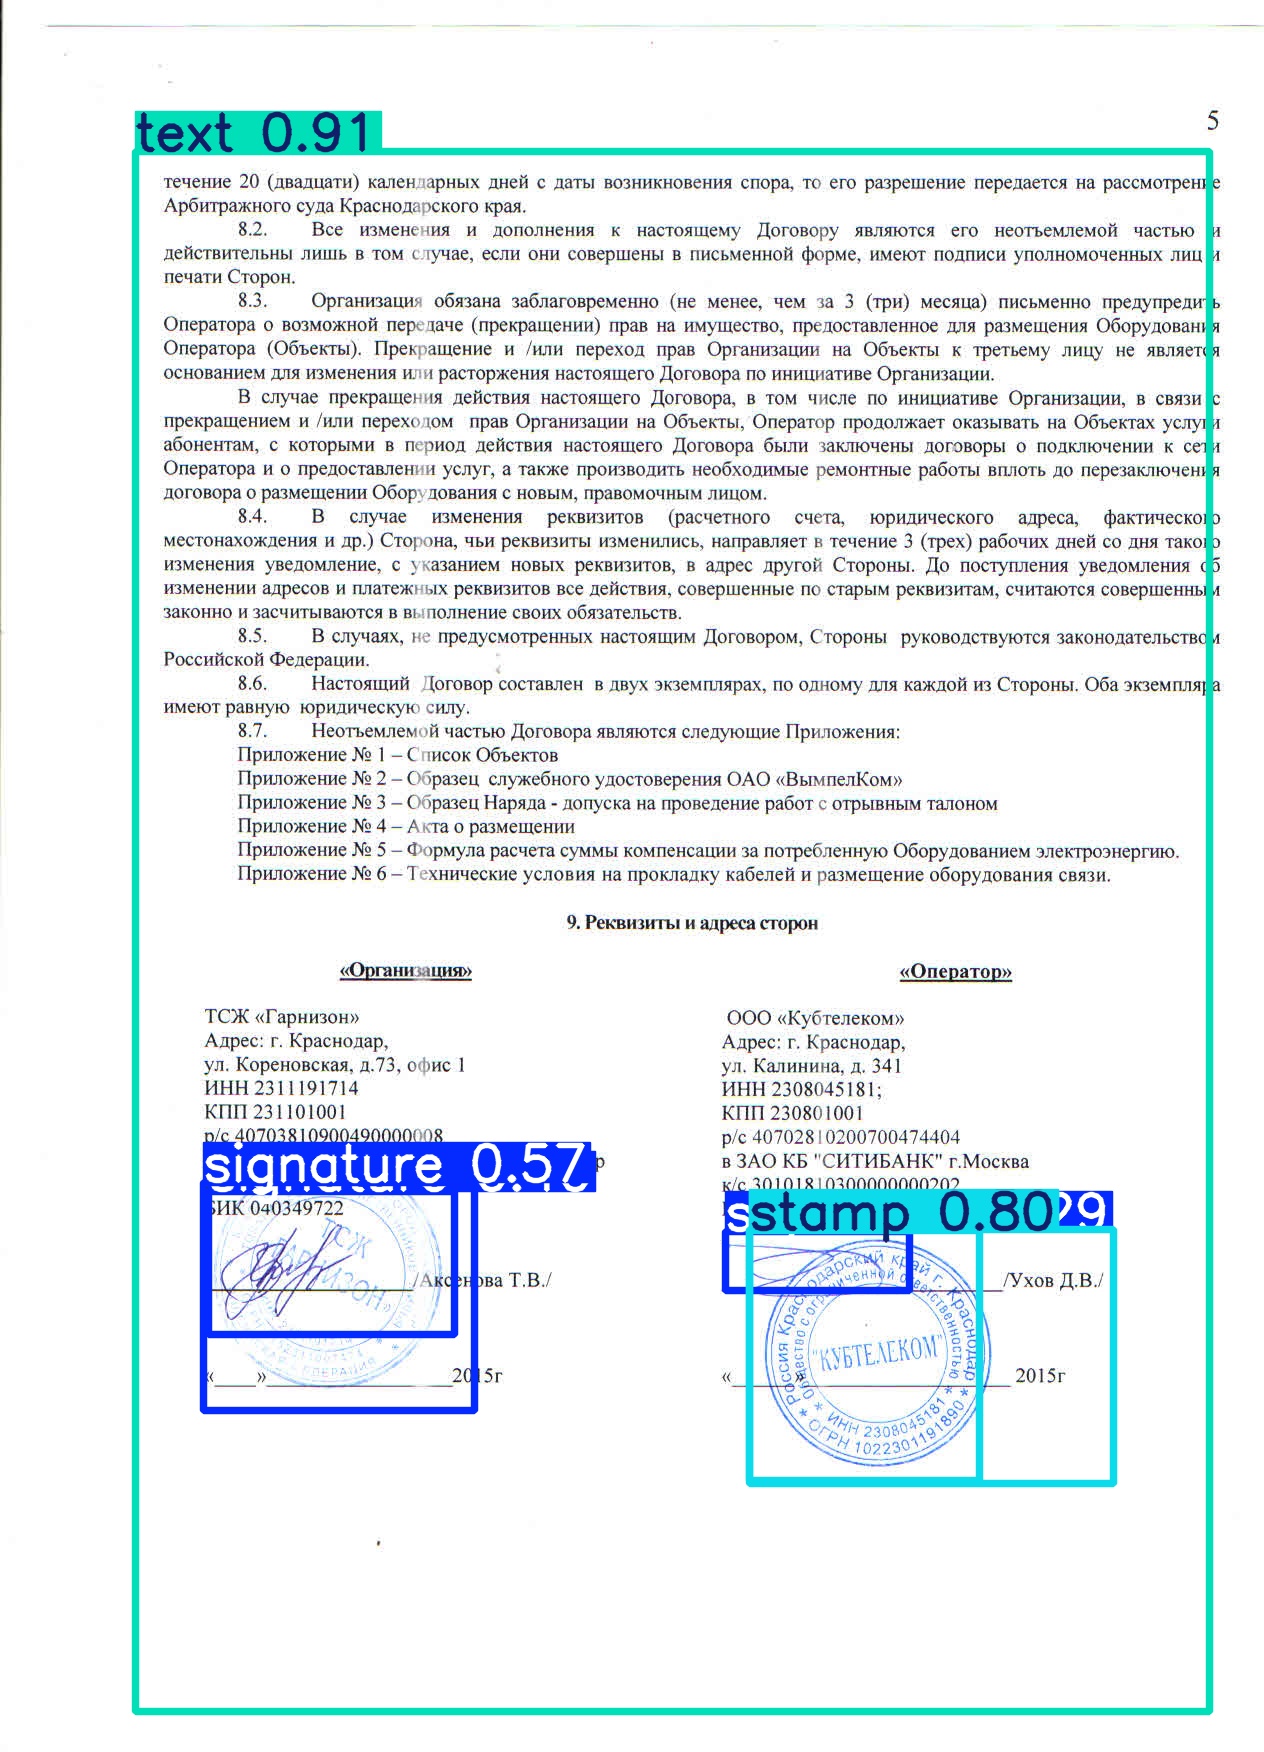 5
text 0.91
течение 20 (двадцати) календарных дней с даты возникновения спора, то его разрешение передается на рассмотрение
Арбитражного суда Краснодарского края.
8.2. Все изменения и дополнения к настоящему Договору являются его неотъемлемой частью и
действительны лишь в том случае, если они совершены в письменной форме, имеют подписи уполномоченных лиц и
печати Сторон.
8.3. Организация обязана заблаговременно (не менее, чем за 3 (три) месяца) письменно предупредить
Оператора о возможной передаче (прекращении) прав на имущество, предоставленное для размещения Оборудования
Оператора (Объекты). Прекращение и /или переход прав Организации на Объекты к третьему лицу не является
основанием для изменения или расторжения настоящего Договора по инициативе Организации.
В случае прекращения действия настоящего Договора, в том числе по инициативе Организации, в связи с
прекращением и /или переходом прав Организации на Объекты, Оператор продолжает оказывать на Объектах услуги
абонентам, с которыми в период действия настоящего Договора были заключены договоры о подключении к сети
Оператора и о предоставлении услуг, а также производить необходимые ремонтные работы вплоть до перезаключения
договора о размещении Оборудования с новым, правомочным лицом.
8.4. В случае изменения реквизитов (расчетного счета, юридического адреса, фактического
местонахождения и др.) Сторона, чьи реквизиты изменились, направляет в течение 3 (трех) рабочих дней со дня такого
изменения уведомление, с указанием новых реквизитов, в адрес другой Стороны. До поступления уведомления об
изменении адресов и платежных реквизитов все действия, совершенные по старым реквизитам, считаются совершенным
законно и засчитываются в выполнение своих обязательств.
8.5. В случаях, не предусмотренных настоящим Договором, Стороны руководствуются законодательством
Российской Федерации.
8.6. Настоящий Договор составлен в двух экземплярах, по одному для каждой из Стороны. Оба экземпляра
имеют равную юридическую силу.
8.7. Неотъемлемой частью Договора являются следующие Приложения:
Приложение № 1 – Список Объектов
Приложение № 2 – Образец служебного удостоверения ОАО «ВымпелКом»
Приложение № 3 – Образец Наряда - допуска на проведение работ с отрывным талоном
Приложение № 4 – Акта о размещении
Приложение № 5 – Формула расчета суммы компенсации за потребленную Оборудованием электроэнергию.
Приложение № 6 – Технические условия на прокладку кабелей и размещение оборудования связи.
9. Реквизиты и адреса сторон
«Организация»
ТСЖ «Гарнизон»
Адрес: г. Краснодар,
ул. Кореновская, д.73, офис 1
ИНН 2311191714
КПП 231101001
р/с 40703810900490000008
signature 0.57
БИК 040349722
ТСЖ
«ГАРНИЗОН»
/Аксенова Т.В./
«____»__________________2015г
«Оператор»
ООО «Кубтелеком»
Адрес: г. Краснодар,
ул. Калинина, д. 341
ИНН 2308045181;
КПП 230801001
р/с 40702810200700474404
в ЗАО КБ "СИТИБАНК" г.Москва
к/с 30101810300000000202
stamp 0.80
/Ухов Д.В./
Россия Краснодарский край г. Краснодар * ОГРН 1022301191890 *
Общество с ограниченной ответственностью * ИНН 2308045181 *
"КУБТЕЛЕКОМ"
«______»____________________ 2015г